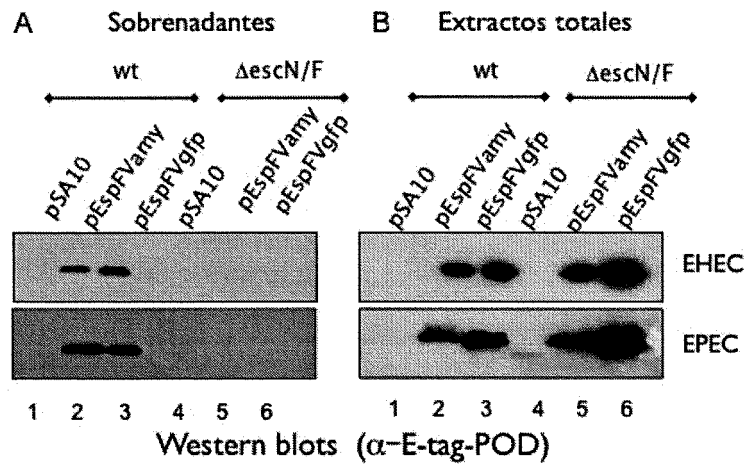 A Sobrenadantes
wt ΔescN/F
pSA10 pEspFVamy pEspFVgfp pSA10 pEspFVamy pEspFVgfp
B Extractos totales
wt ΔescN/F
pSA10 pEspFVamy pEspFVgfp pSA10 pEspFVamy pEspFVgfp
EHEC
EPEC
1 2 3 4 5 6
1 2 3 4 5 6
Western blots (α-E-tag-POD)